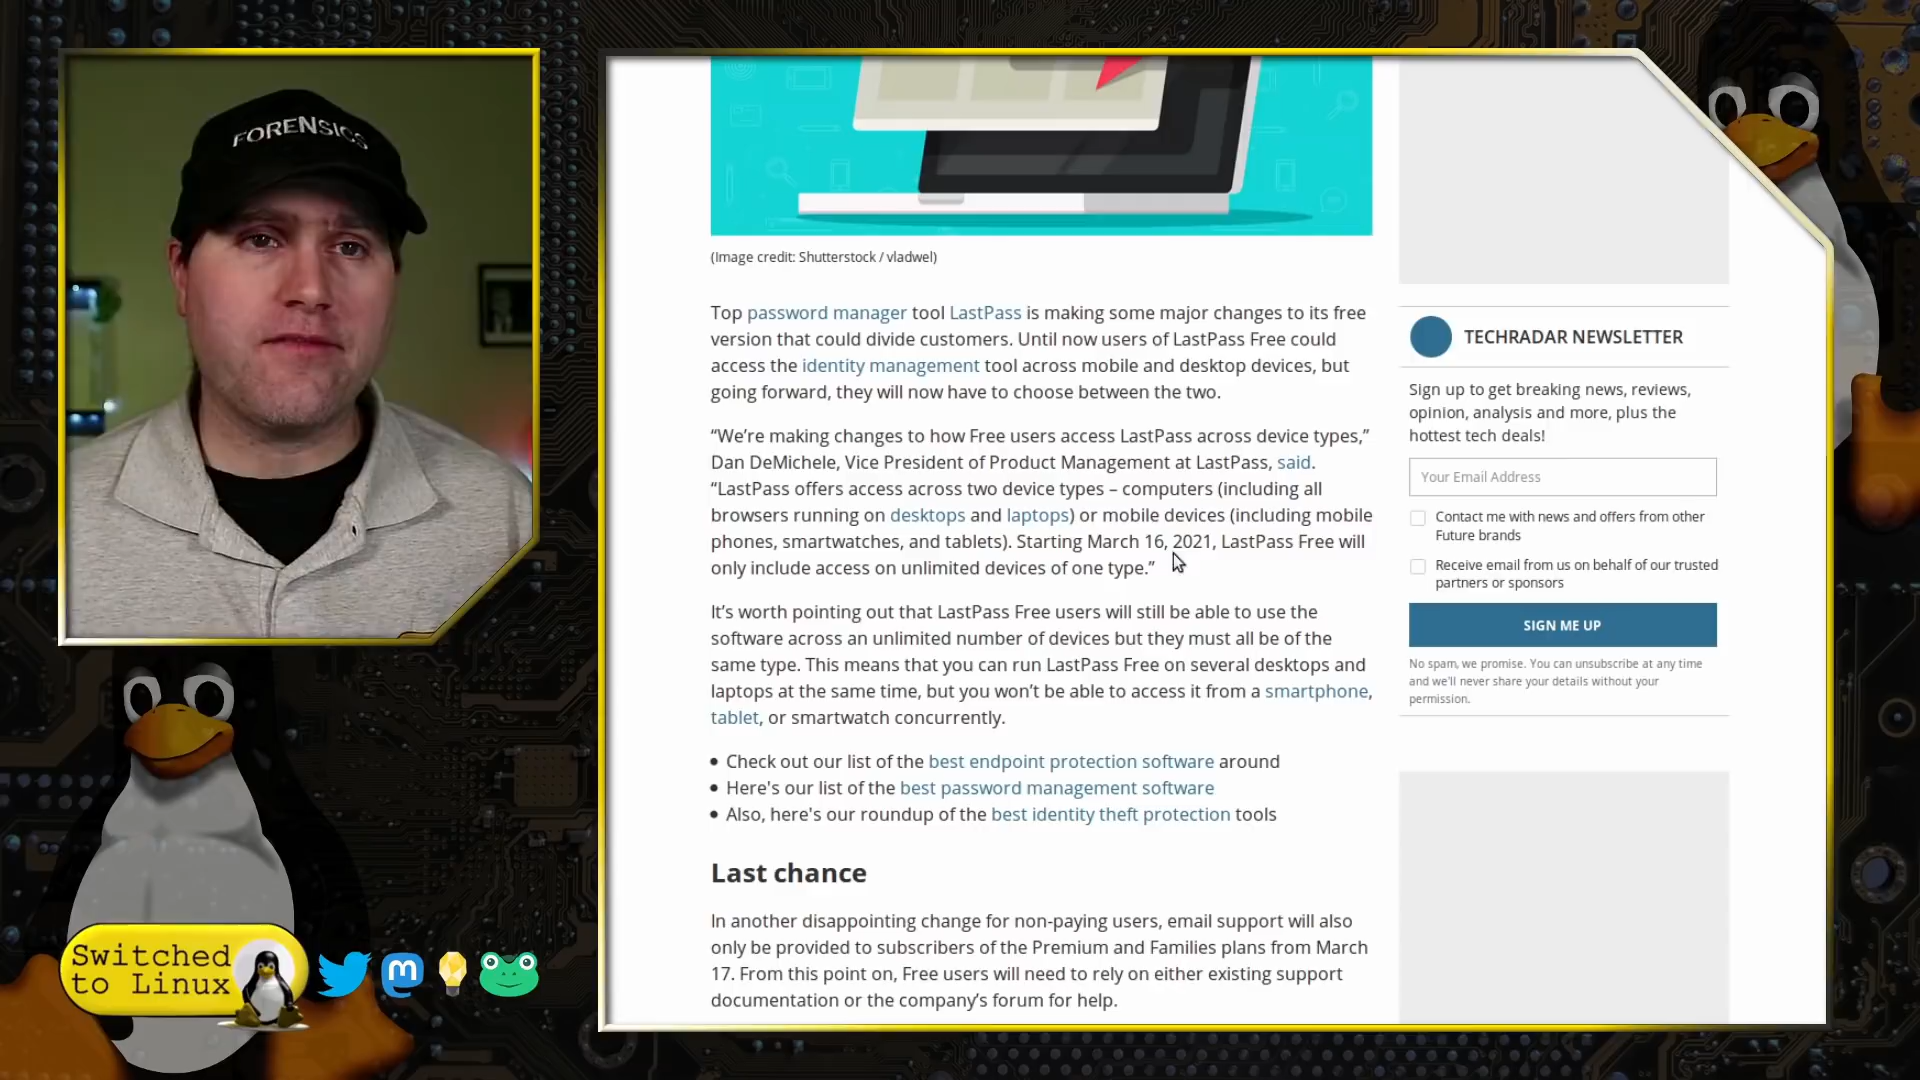 FORENSICS
(Image credit: Shutterstock / vladwel)
Top password manager tool LastPass is making some major changes to its free
version that could divide customers. Until now users of LastPass Free could
access the identity management tool across mobile and desktop devices, but
going forward, they will now have to choose between the two.
“We’re making changes to how Free users access LastPass across device types,”
Dan DeMichele, Vice President of Product Management at LastPass, said.
“LastPass offers access across two device types – computers (including all
browsers running on desktops and laptops) or mobile devices (including mobile
phones, smartwatches, and tablets). Starting March 16, 2021, LastPass Free will
only include access on unlimited devices of one type.”
It’s worth pointing out that LastPass Free users will still be able to use the
software across an unlimited number of devices but they must all be of the
same type. This means that you can run LastPass Free on several desktops and
laptops at the same time, but you won’t be able to access it from a smartphone,
tablet, or smartwatch concurrently.
• Check out our list of the best endpoint protection software around
• Here's our list of the best password management software
• Also, here's our roundup of the best identity theft protection tools
Last chance
In another disappointing change for non-paying users, email support will also
only be provided to subscribers of the Premium and Families plans from March
17. From this point on, Free users will need to rely on either existing support
documentation or the company’s forum for help.
TECHRADAR NEWSLETTER
Sign up to get breaking news, reviews,
opinion, analysis and more, plus the
hottest tech deals!
Your Email Address
Contact me with news and offers from other
Future brands
Receive email from us on behalf of our trusted
partners or sponsors
SIGN ME UP
No spam, we promise. You can unsubscribe at any time
and we'll never share your details without your
permission.
Switched
to Linux